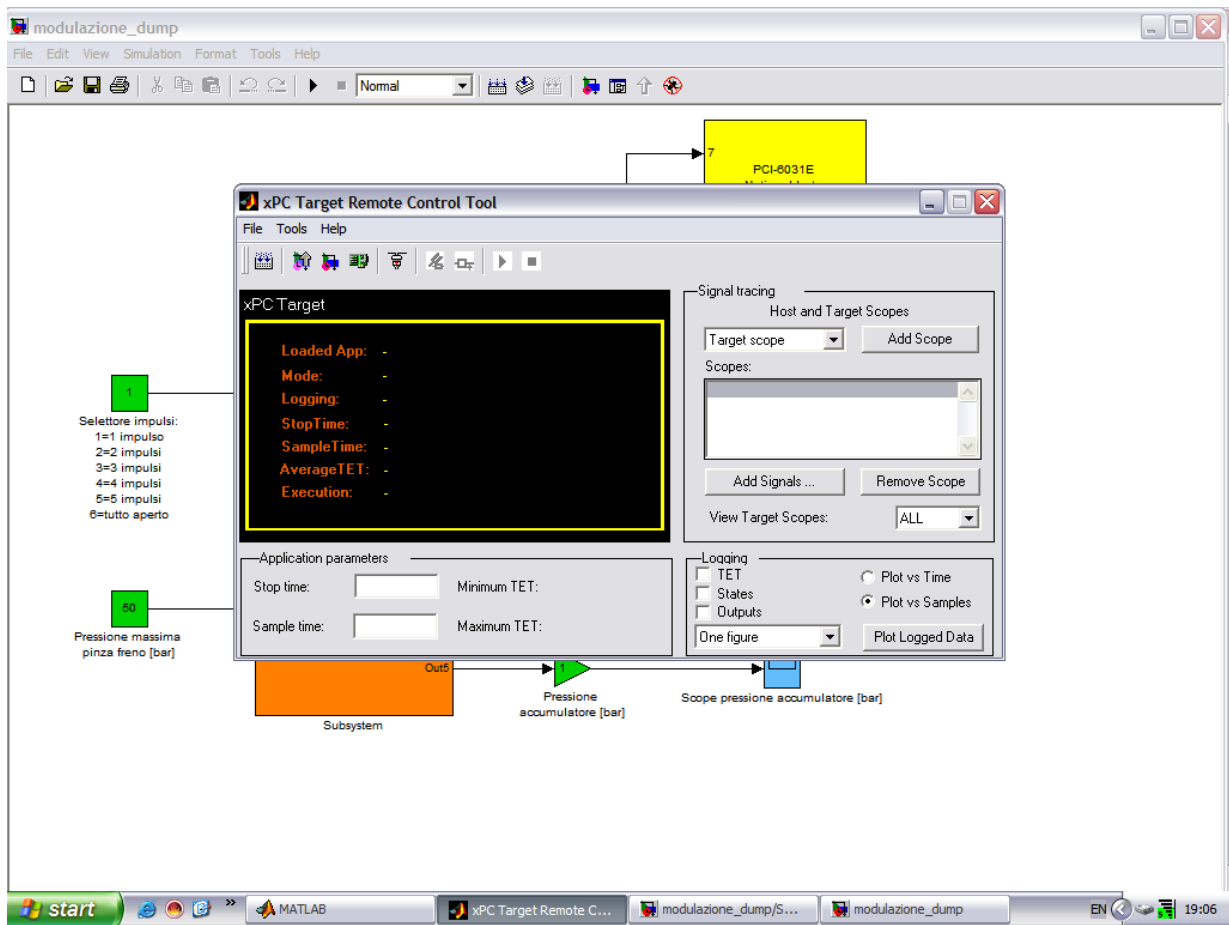 modulazione_dump
File Edit View Simulation Format Tools Help
Normal
7
PCI-6031E
xPC Target Remote Control Tool
File Tools Help
xPC Target
Loaded App: -
Mode: -
Logging: -
StopTime: -
SampleTime: -
AverageTET: -
Execution: -
Signal tracing
Host and Target Scopes
Target scope
Add Scope
Scopes:
Add Signals ...
Remove Scope
View Target Scopes:
ALL
Application parameters
Stop time:
Minimum TET:
Sample time:
Maximum TET:
Logging
TET
States
Outputs
Plot vs Time
Plot vs Samples
One figure
Plot Logged Data
1
Selettore impulsi:
1=1 impulso
2=2 impulsi
3=3 impulsi
4=4 impulsi
5=5 impulsi
6=tutto aperto
50
Pressione massima
pinza freno [bar]
Out5
Subsystem
1
Pressione
accumulatore [bar]
Scope pressione accumulatore [bar]
start
»
MATLAB
xPC Target Remote C...
modulazione_dump/S...
modulazione_dump
EN
19:06